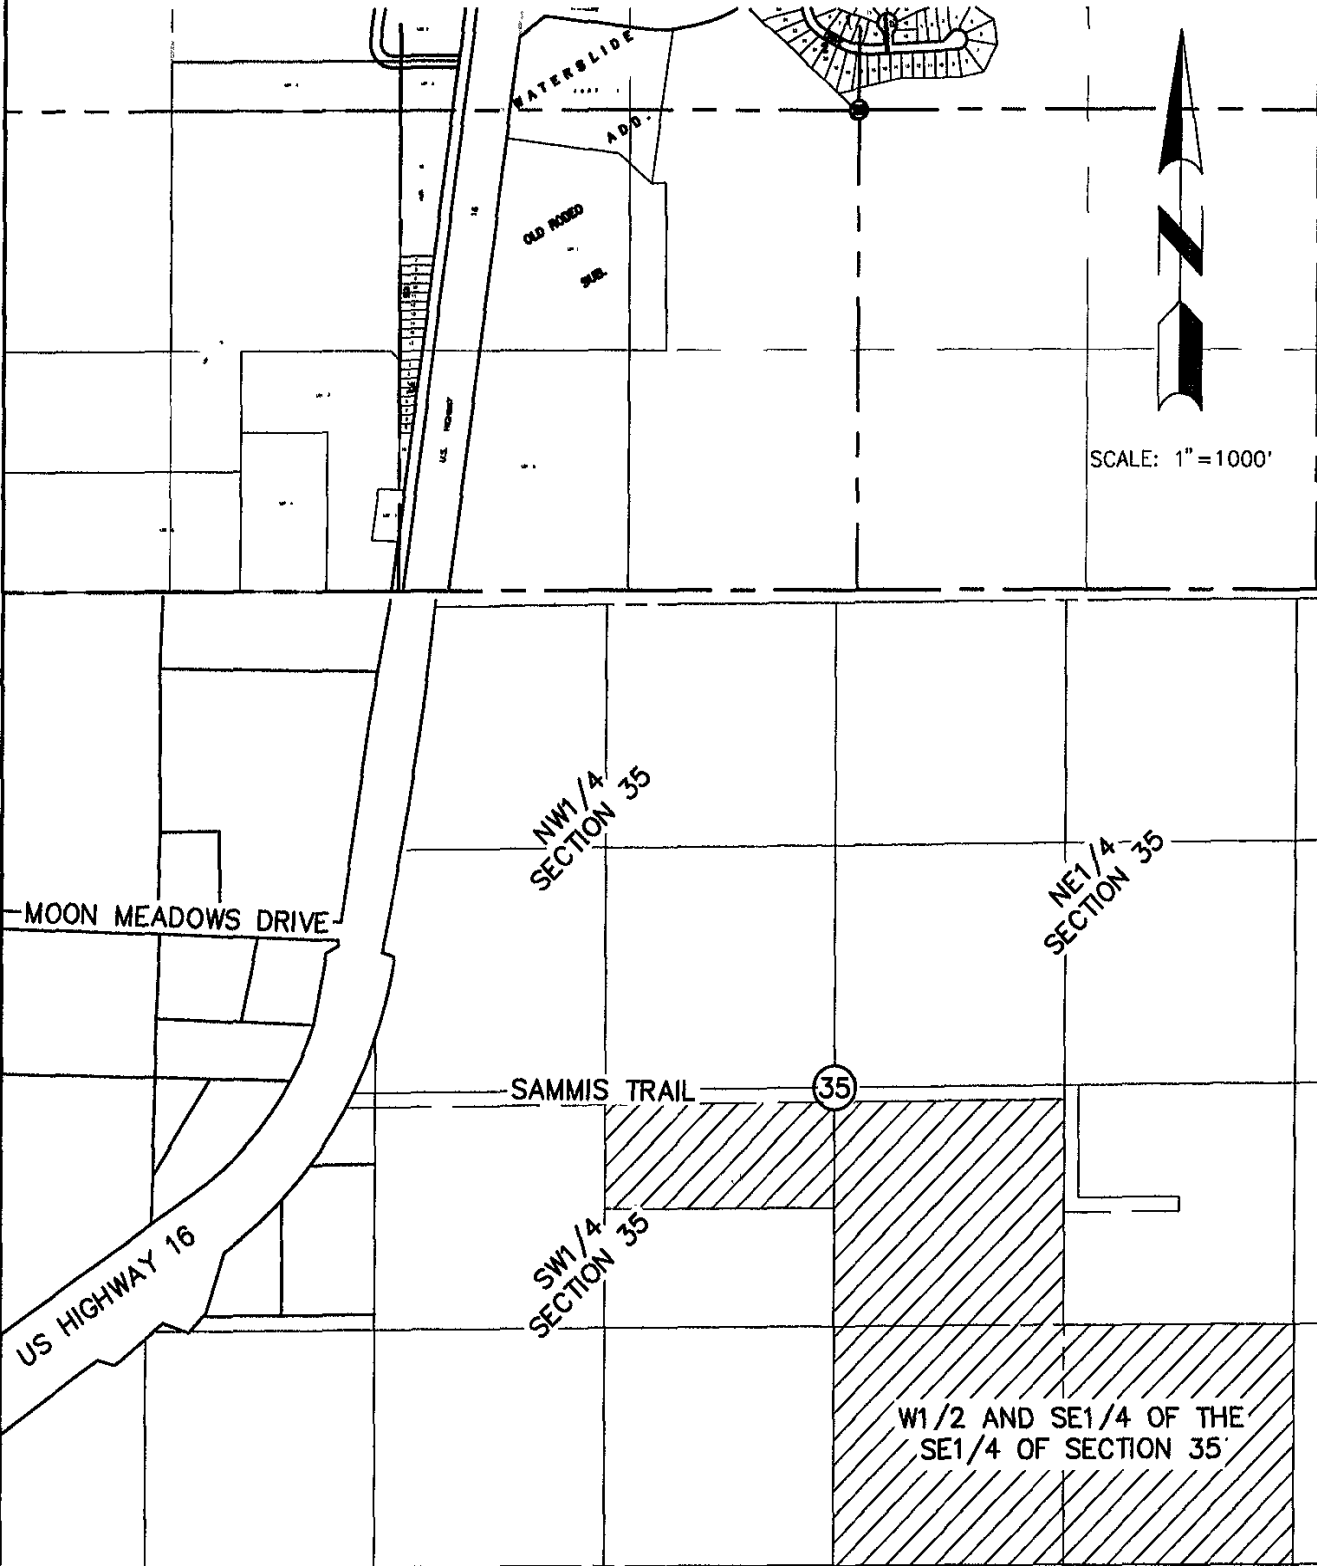 WATERSLIDE
ADD.
OLD RODEO
SUB.
16
U.S. HIGHWAY
N
SCALE: 1"=1000'
NW1/4
SECTION 35
NE1/4
SECTION 35
MOON MEADOWS DRIVE
SAMMIS TRAIL
35
SW1/4
SECTION 35
US HIGHWAY 16
W1/2 AND SE1/4 OF THE
SE1/4 OF SECTION 35